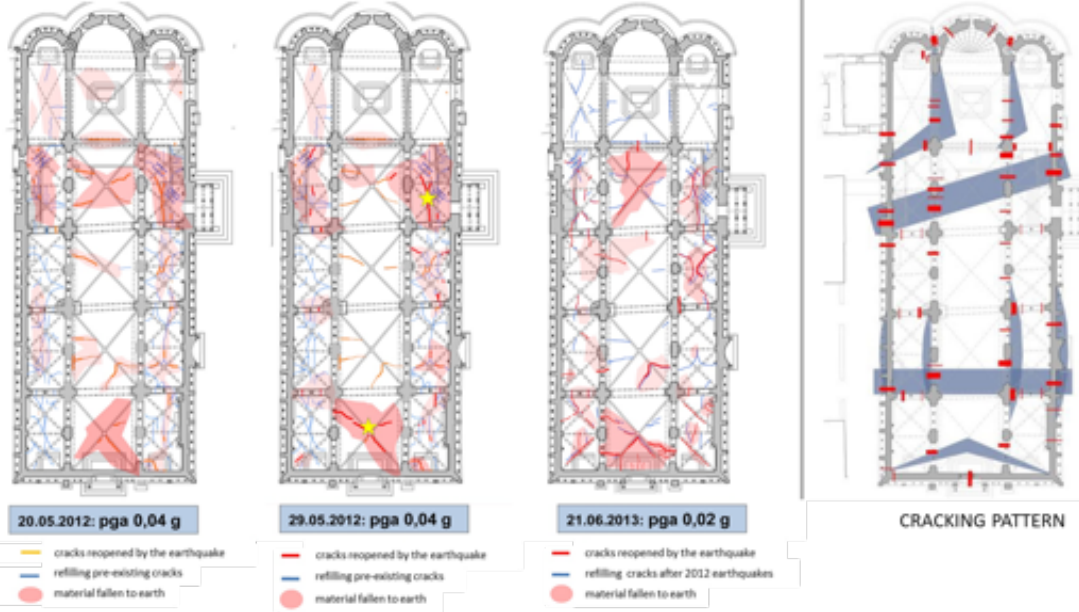 20.05.2012: pga 0,04 g
cracks reopened by the earthquake
refilling pre-existing cracks
material fallen to earth
29.05.2012: pga 0,04 g
cracks reopened by the earthquake
refilling pre-existing cracks
material fallen to earth
21.06.2013: pga 0,02 g
cracks reopened by the earthquake
refilling cracks after 2012 earthquakes
material fallen to earth
CRACKING PATTERN